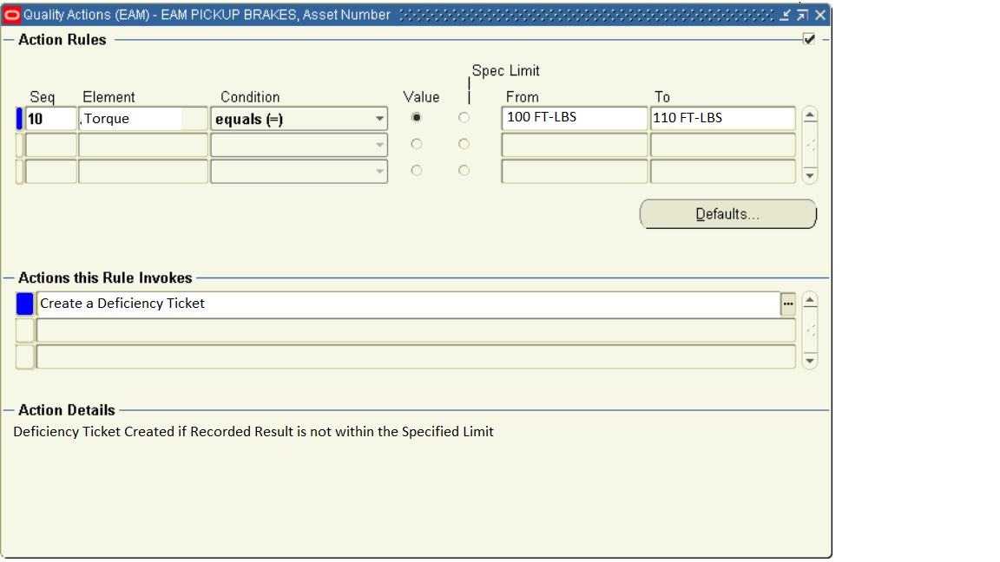 Quality Actions (EAM) - EAM PICKUP BRAKES, Asset Number
Action Rules
Spec Limit
Seq Element Condition Value From To
10 .Torque equals (=) 100 FT-LBS 110 FT-LBS
Defaults...
Actions this Rule Invokes
Create a Deficiency Ticket ...
Action Details
Deficiency Ticket Created if Recorded Result is not within the Specified Limit